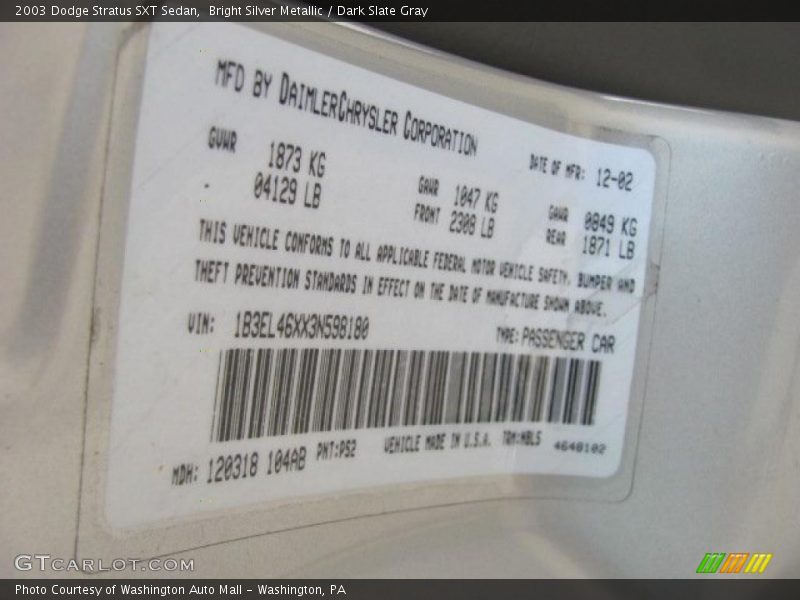 2003 Dodge Stratus SXT Sedan, Bright Silver Metallic / Dark Slate Gray
MFD BY DAIMLERCHRYSLER CORPORATION
DATE OF MFR: 12-02
GVWR 1873 KG
04129 LB
GAWR 1047 KG
FRONT 2308 LB
GAWR 0849 KG
REAR 1871 LB
THIS VEHICLE CONFORMS TO ALL APPLICABLE FEDERAL MOTOR VEHICLE SAFETY, BUMPER AND
THEFT PREVENTION STANDARDS IN EFFECT ON THE DATE OF MANUFACTURE SHOWN ABOVE.
VIN: 1B3EL46XX3N598180
TYPE: PASSENGER CAR
MDH: 120318 104AB PNT:PS2 VEHICLE MADE IN U.S.A. TRM:MBLS 4648102
GTCARLOT.COM
Photo Courtesy of Washington Auto Mall - Washington, PA